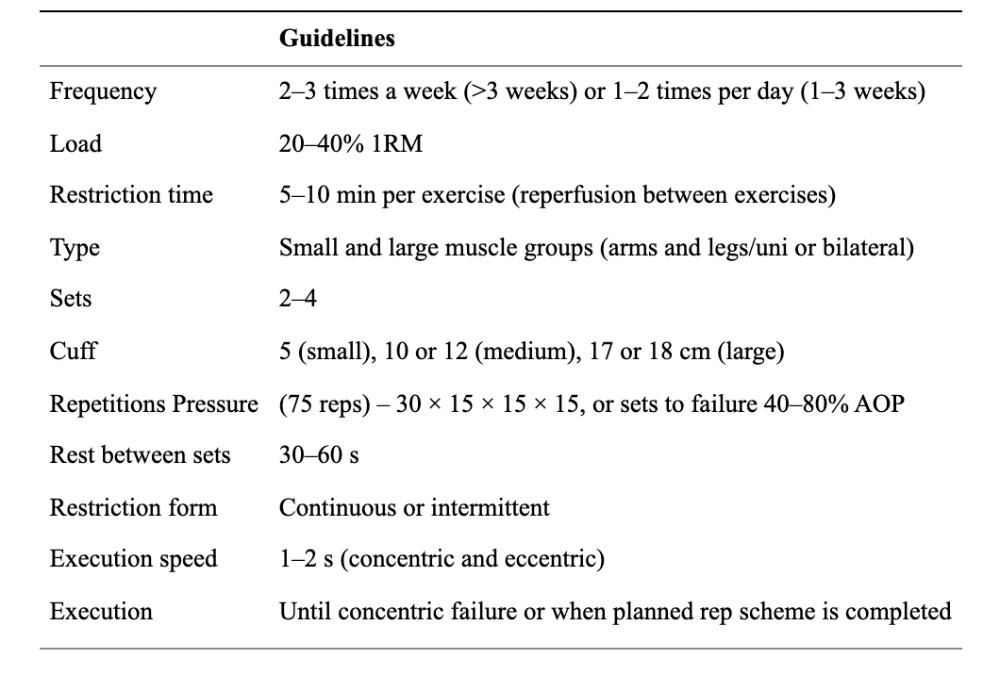 Guidelines
Frequency 2–3 times a week (>3 weeks) or 1–2 times per day (1–3 weeks)
Load 20–40% 1RM
Restriction time 5–10 min per exercise (reperfusion between exercises)
Type Small and large muscle groups (arms and legs/uni or bilateral)
Sets 2–4
Cuff 5 (small), 10 or 12 (medium), 17 or 18 cm (large)
Repetitions Pressure (75 reps) – 30 × 15 × 15 × 15, or sets to failure 40–80% AOP
Rest between sets 30–60 s
Restriction form Continuous or intermittent
Execution speed 1–2 s (concentric and eccentric)
Execution Until concentric failure or when planned rep scheme is completed